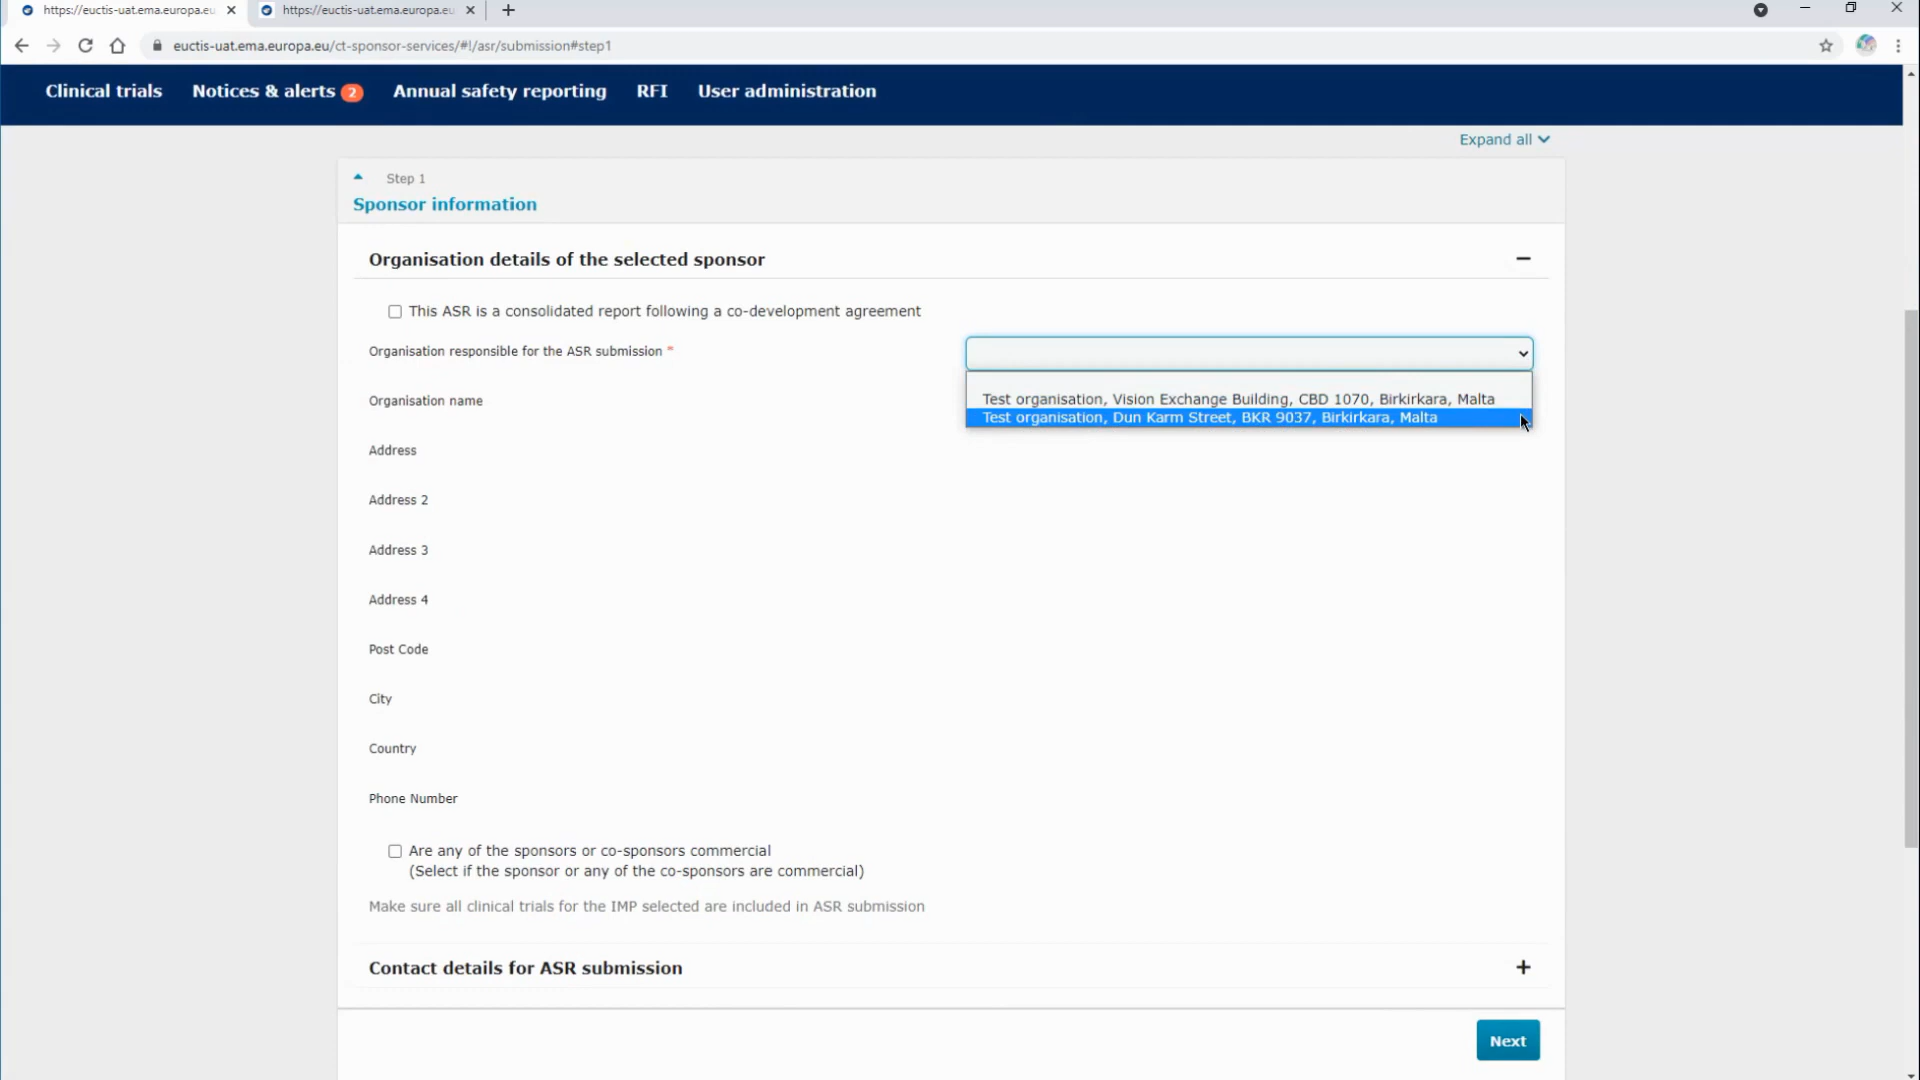 https://euctis-uat.ema.europa.eu
https://euctis-uat.ema.europa.eu
euctis-uat.ema.europa.eu/ct-sponsor-services/#!/asr/submission#step1
Clinical trials
Notices & alerts 2
Annual safety reporting
RFI
User administration
Expand all
Step 1
Sponsor information
Organisation details of the selected sponsor
This ASR is a consolidated report following a co-development agreement
Organisation responsible for the ASR submission *
Test organisation, Vision Exchange Building, CBD 1070, Birkirkara, Malta
Test organisation, Dun Karm Street, BKR 9037, Birkirkara, Malta
Organisation name
Address
Address 2
Address 3
Address 4
Post Code
City
Country
Phone Number
Are any of the sponsors or co-sponsors commercial
(Select if the sponsor or any of the co-sponsors are commercial)
Make sure all clinical trials for the IMP selected are included in ASR submission
Contact details for ASR submission
Next